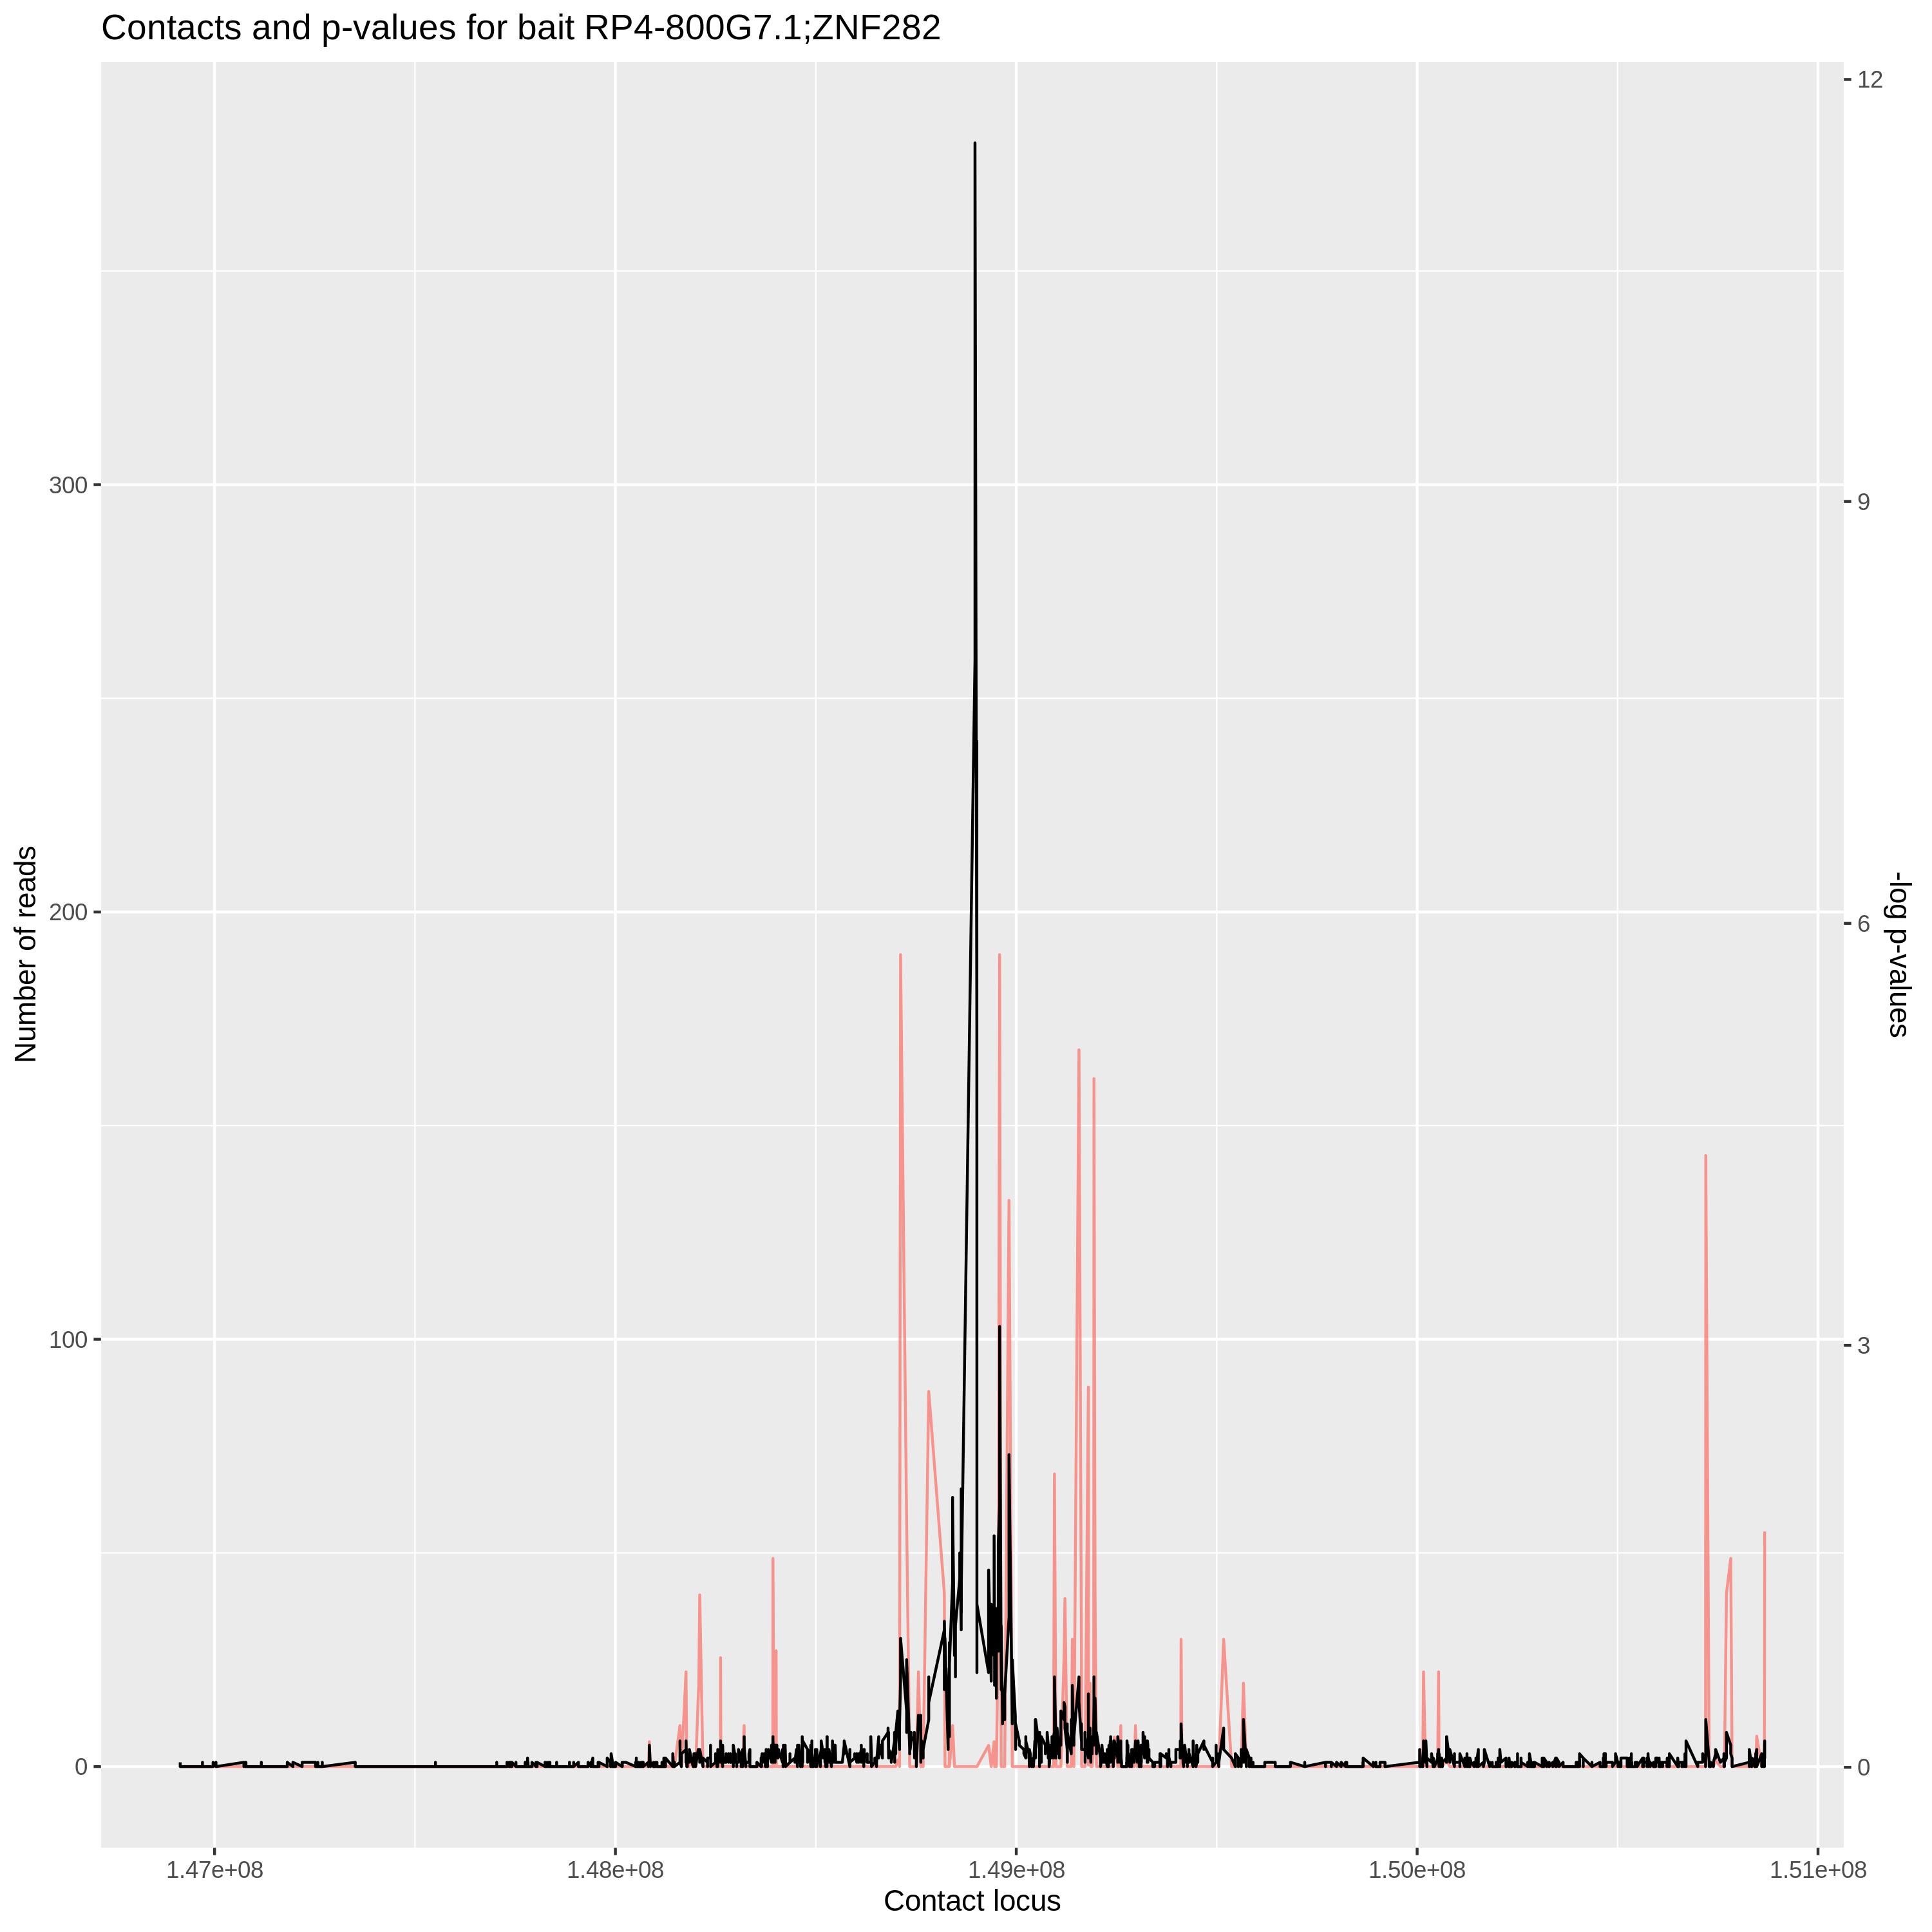 Contacts and p-values for bait RP4-800G7.1;ZNF282
12
300
9
Number of reads
200
6
-log p-values
100
3
0
0
1.47e+08
1.48e+08
1.49e+08
1.50e+08
1.51e+08
Contact locus